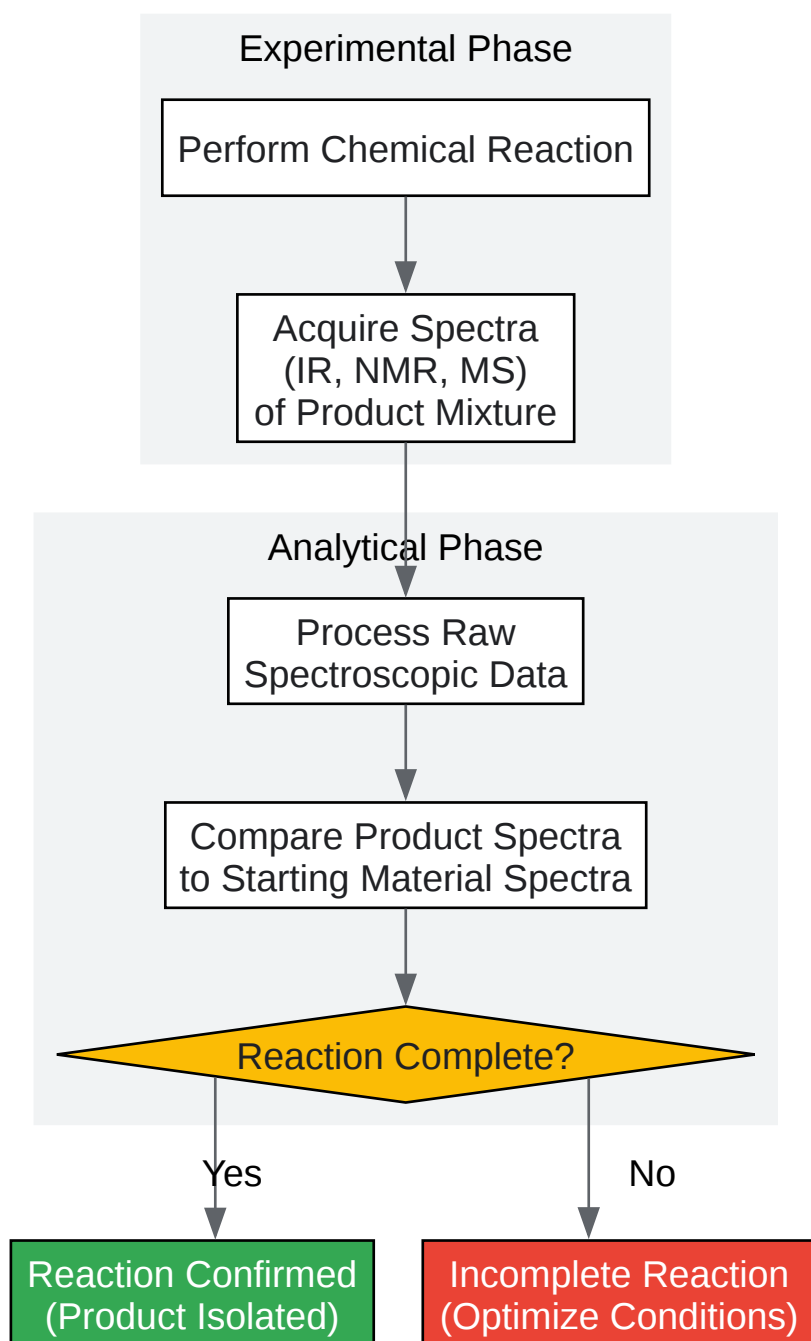 Experimental Phase
Perform Chemical Reaction
Acquire Spectra
(IR, NMR, MS)
of Product Mixture
Analytical Phase
Process Raw
Spectroscopic Data
Compare Product Spectra
to Starting Material Spectra
Reaction Complete?
Yes
No
Reaction Confirmed
(Product Isolated)
Incomplete Reaction
(Optimize Conditions)